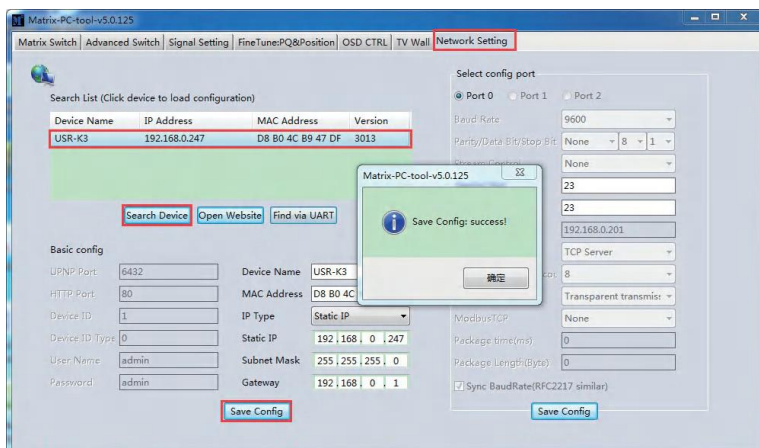 Matrix-PC-tool-v5.0.125
Matrix Switch Advanced Switch Signal Setting FineTune:PQ&Position OSD CTRL TV Wall Network Setting
Search List (Click device to load configuration)
Device Name IP Address MAC Address Version
USR-K3 192.168.0.247 D8 B0 4C B9 47 DF 3013
Search Device Open Website Find via UART
Basic config
UPNP Port 6432 Device Name USR-K3
HTTP Port 80 MAC Address D8 B0 4C
Device ID 1 IP Type Static IP
Device ID Type 0 Static IP 192 . 168 . 0 . 247
User Name admin Subnet Mask 255 . 255 . 255 . 0
Password admin Gateway 192 . 168 . 0 . 1
Save Config
Select config port
Port 0 Port 1 Port 2
Baud Rate 9600
Parity/Data Bit/Stop Bit None 8 1
None
23
23
192.168.0.201
TCP Server
8
Transparent transmis:
ModbusTCP None
Package time(ms) 0
Package Length(Byte) 0
Sync BaudRate(RFC2217 similar)
Save Config
Matrix-PC-tool-v5.0.125
Save Config: success!
确定